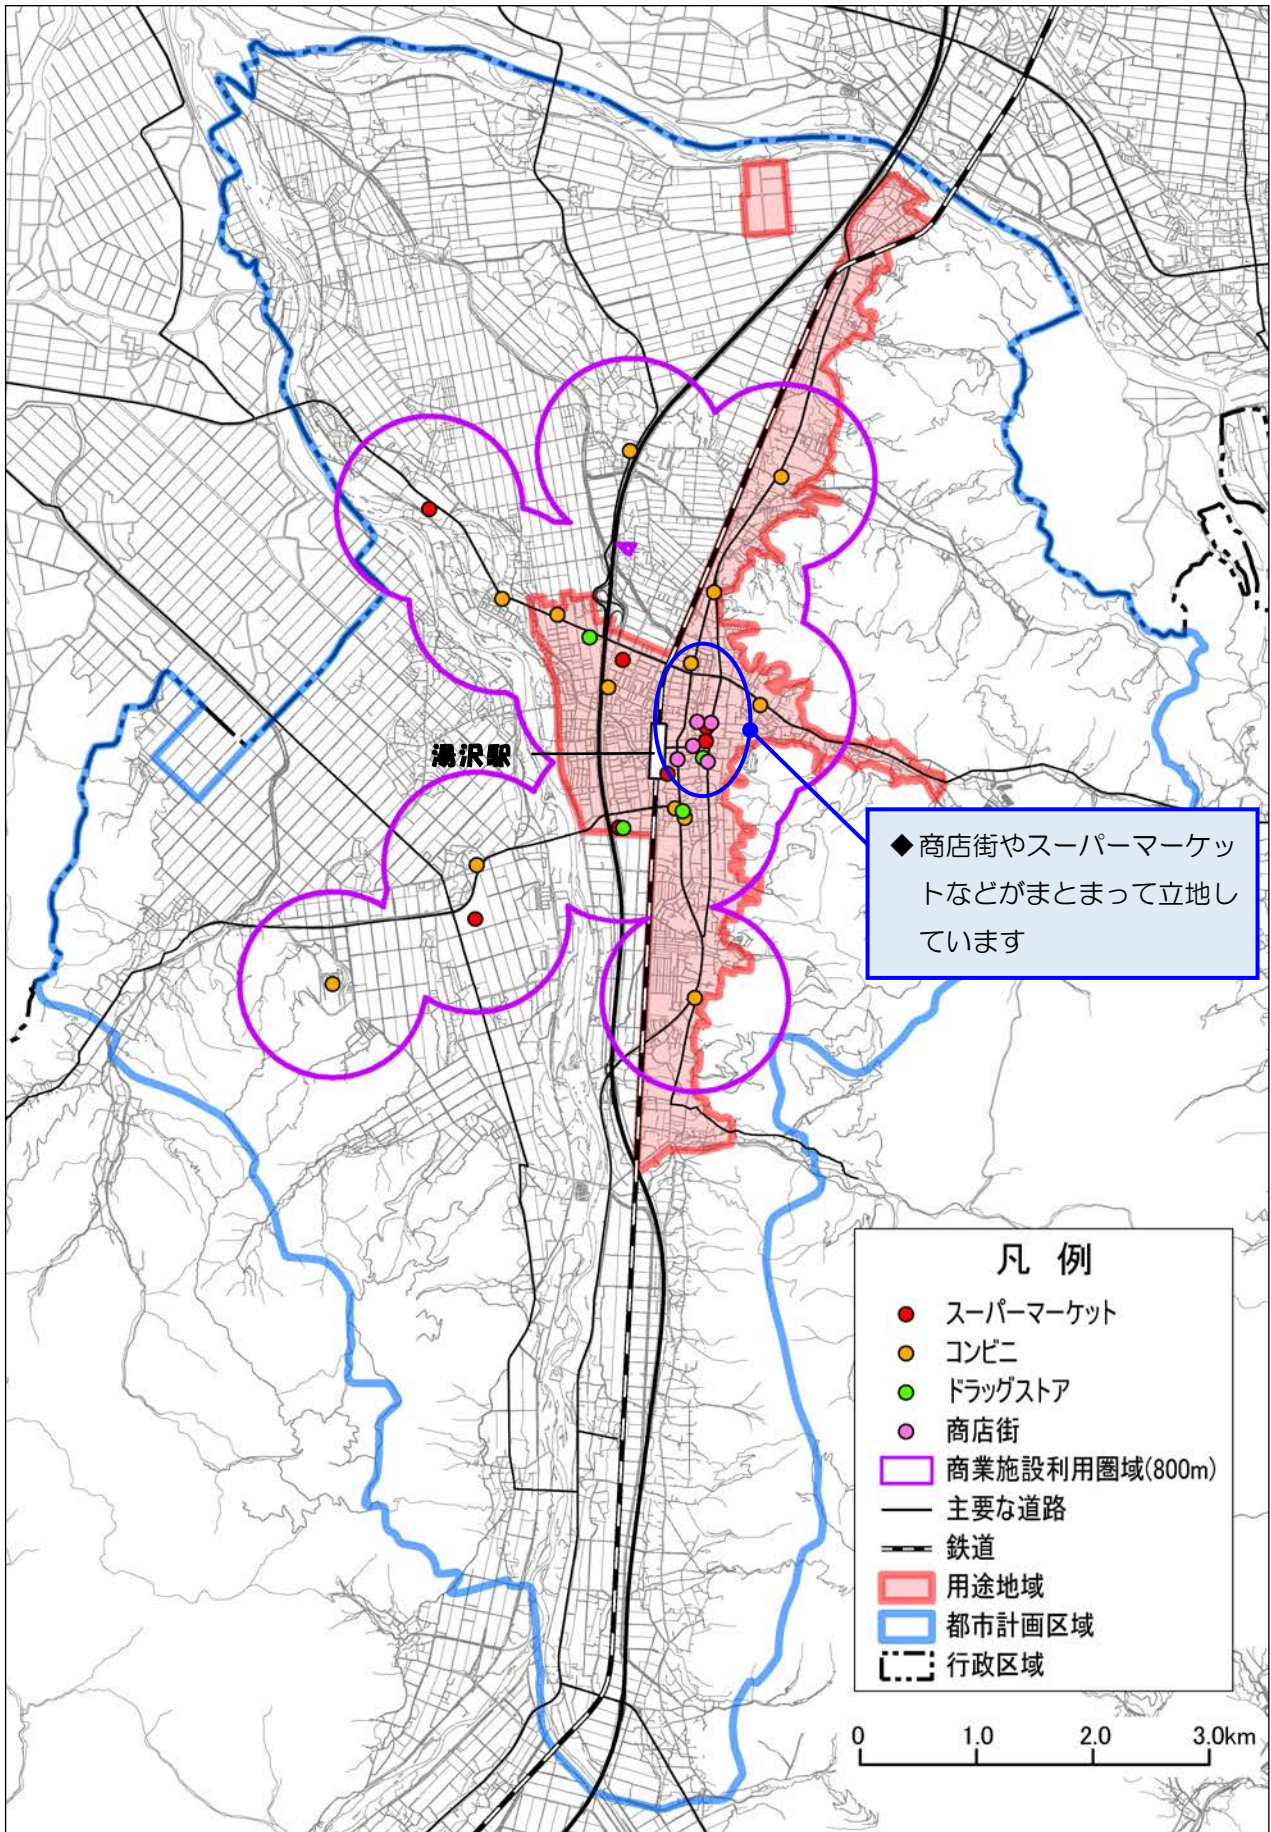 湯沢駅
◆商店街やスーパーマーケッ
トなどがまとまって立地し
ています
凡 例
スーパーマーケット
コンビニ
ドラッグストア
商店街
商業施設利用圏域(800m)
主要な道路
鉄道
用途地域
都市計画区域
行政区域
0 1.0 2.0 3.0km